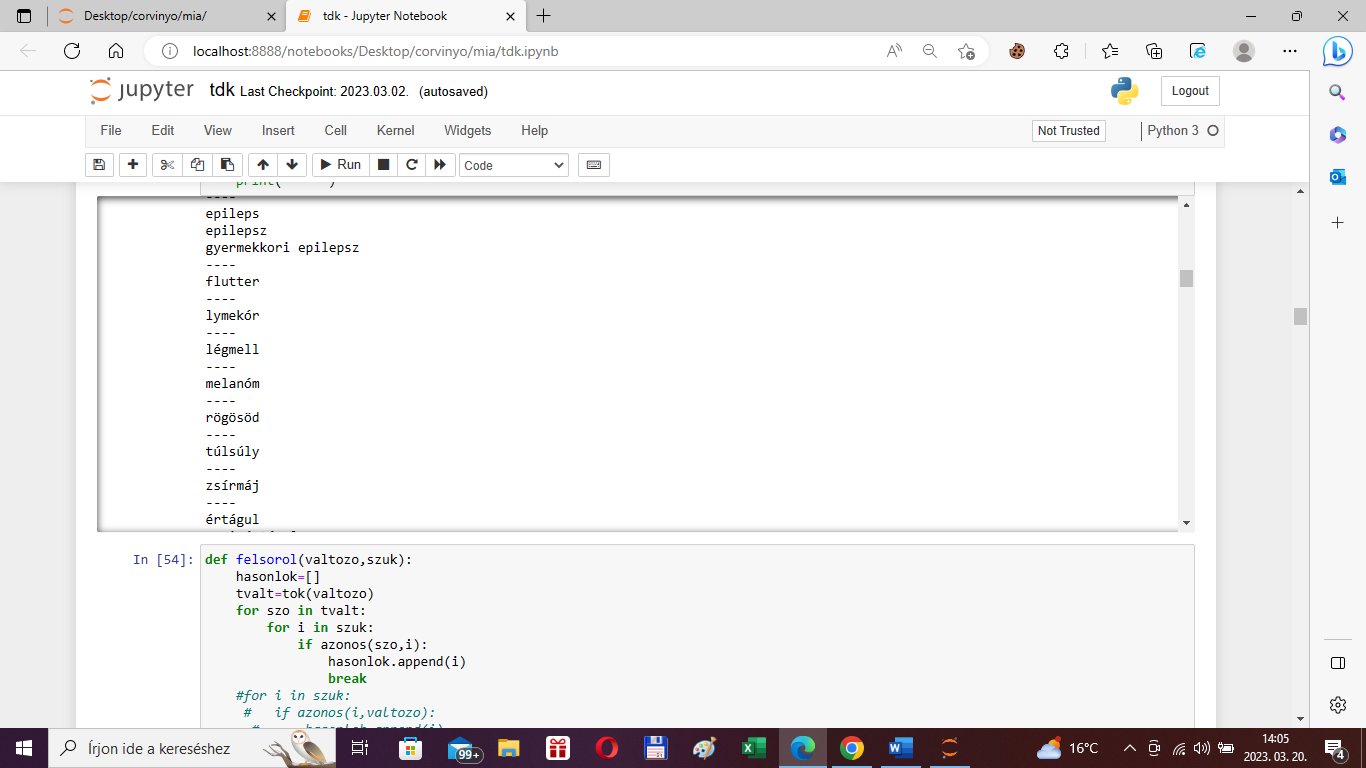 Desktop/corvinyo/mia/
tdk - Jupyter Notebook
localhost:8888/notebooks/Desktop/corvinyo/mia/tdk.ipynb
jupyter tdk Last Checkpoint: 2023.03.02. (autosaved)
Logout
File Edit View Insert Cell Kernel Widgets Help
Not Trusted
Python 3
Run
Code
----
epileps
epilepsz
gyermekkori epilepsz
----
flutter
----
lymekór
----
légmell
----
melanóm
----
rögösöd
----
túlsúly
----
zsírmáj
----
értágul
In [54]:
def felsorol(valtozo,szuk):
    hasonlok=[]
    tvalt=tok(valtozo)
    for szo in tvalt:
        for i in szuk:
            if azonos(szo,i):
                hasonlok.append(i)
                break
    #for i in szuk:
     #   if azonos(i,valtozo):
Írjon ide a kereséshez
99+
16°C
14:05
2023. 03. 20.
4